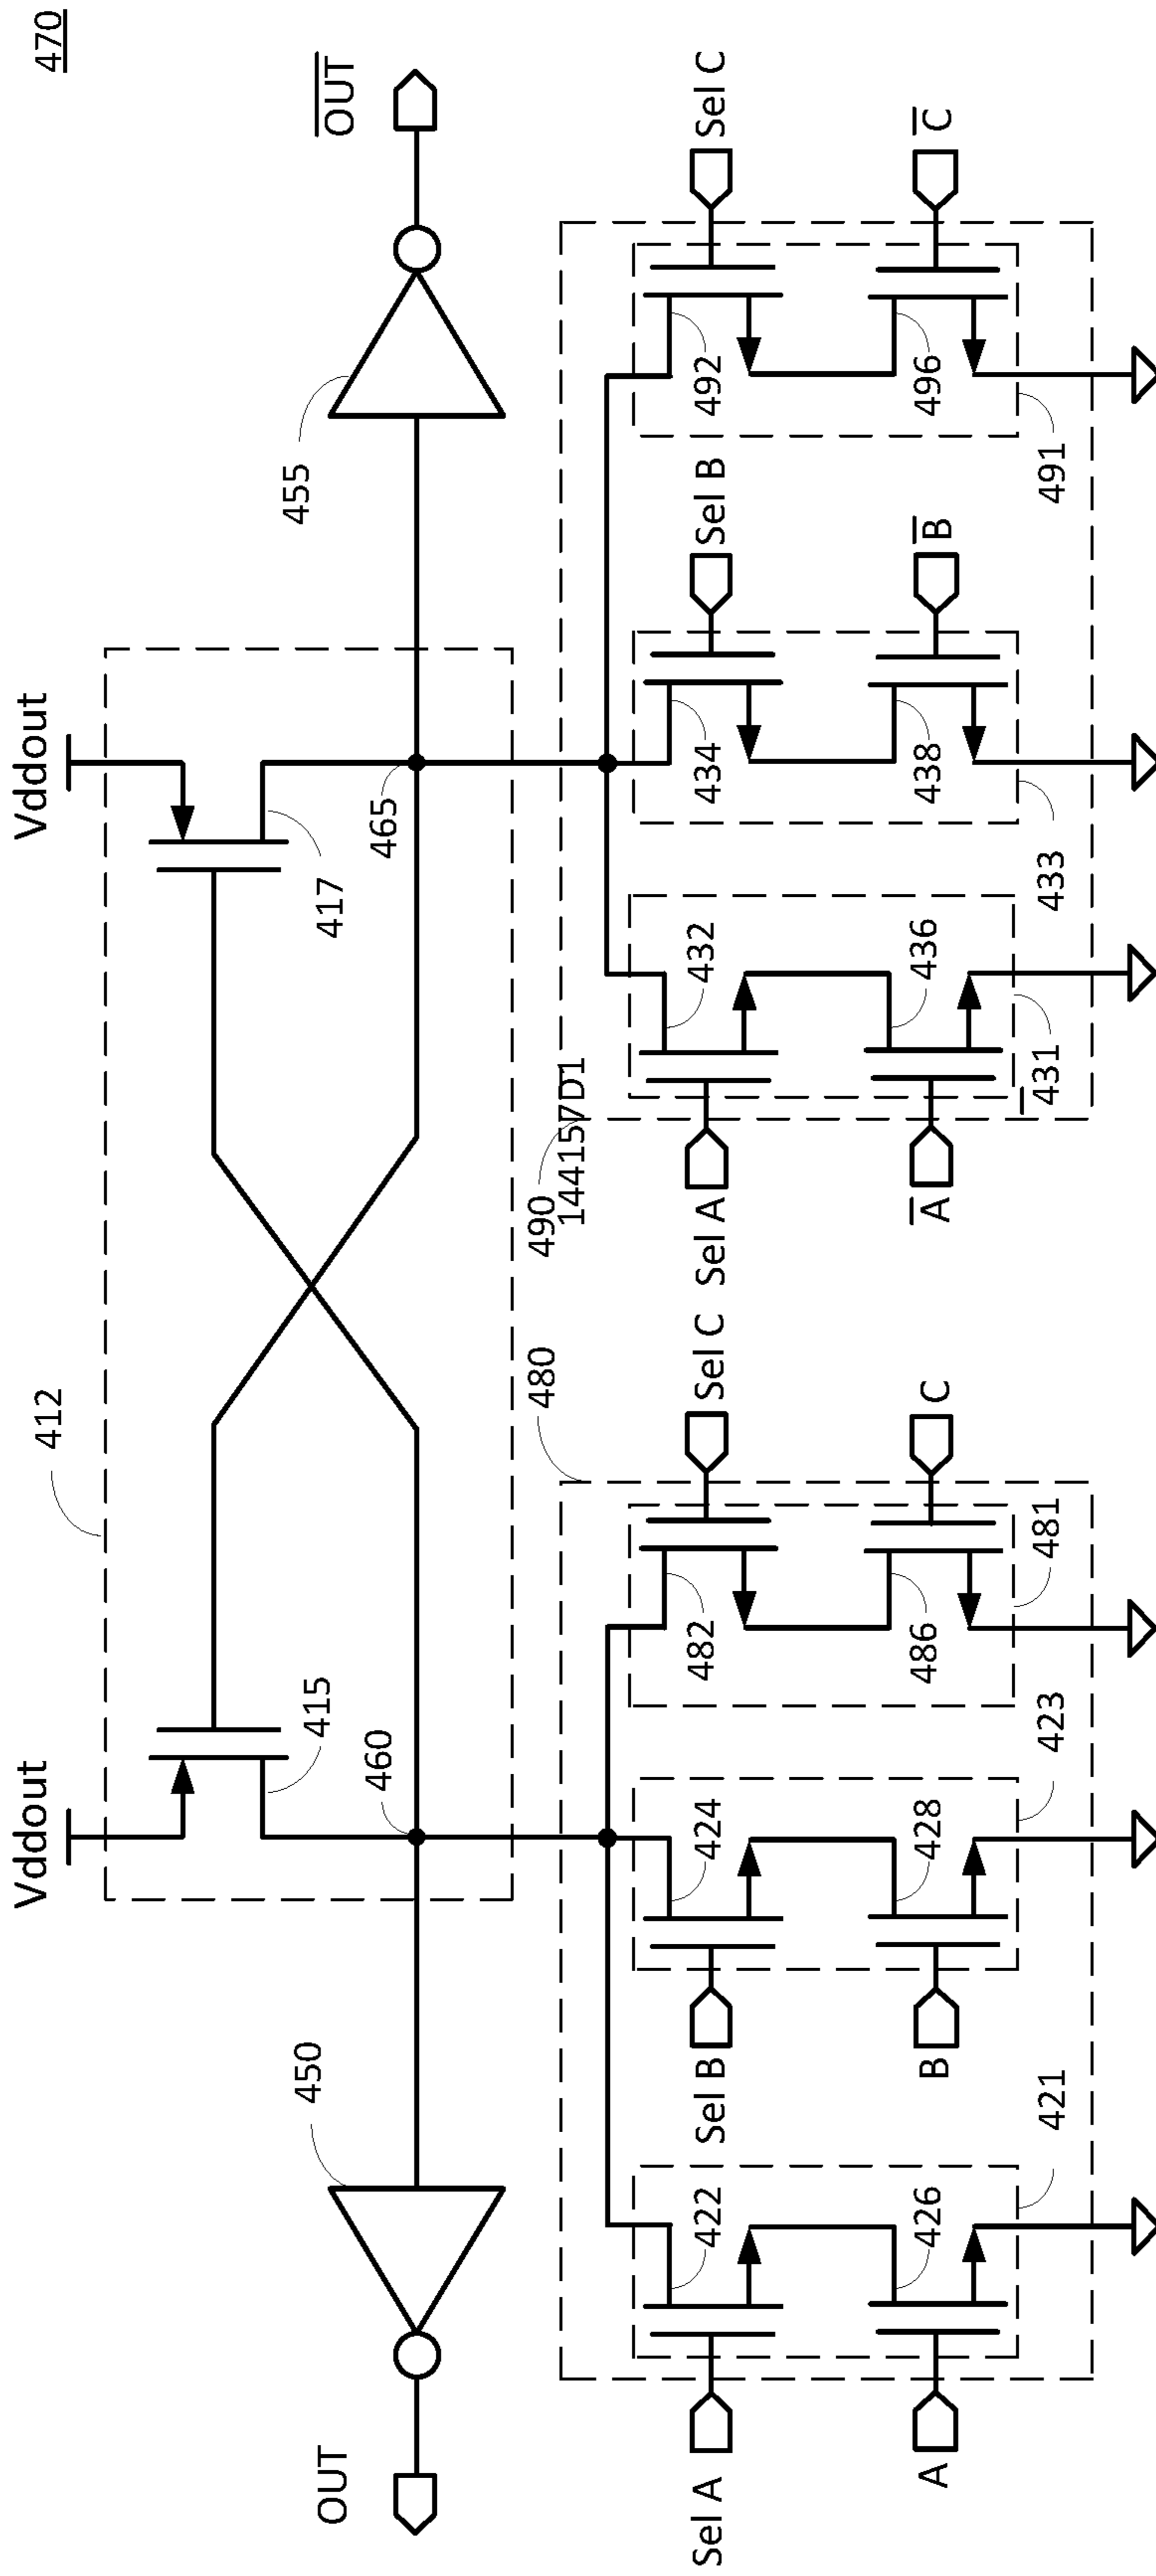 470
Vddout
Vddout
412
415
417
460
465
450
455
OUT
OUT
480
490
144157D1
Sel A
422
Sel B
424
482
Sel C
Sel A
432
434
Sel B
492
Sel C
A
426
B
428
486
C
A
436
438
B
496
C
421
423
481
431
433
491